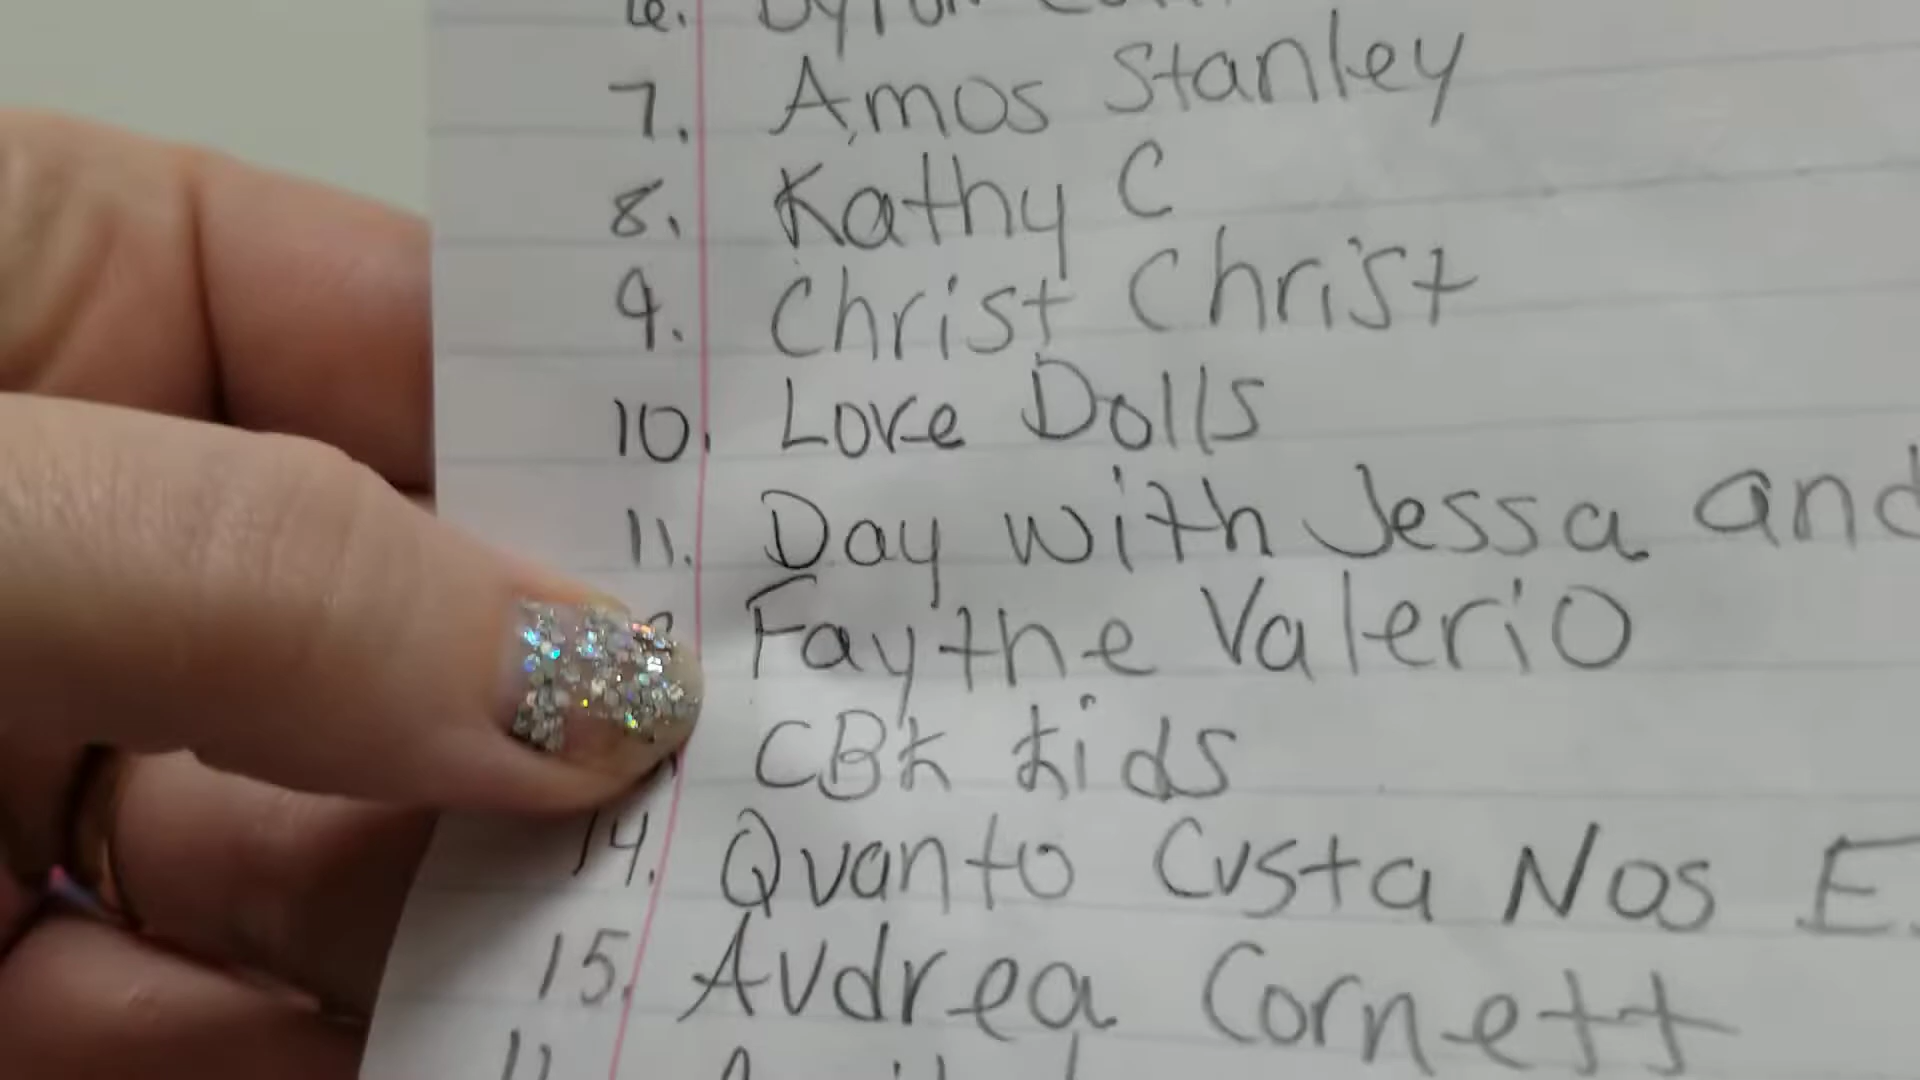 7. Amos Stanley
8. Kathy C
9. Christ Christ
10. Love Dolls
11. Day with Jessa and
Faythe Valerio
CBK Kids
14. Quanto Custa Nos E
15. Audrea Cornett